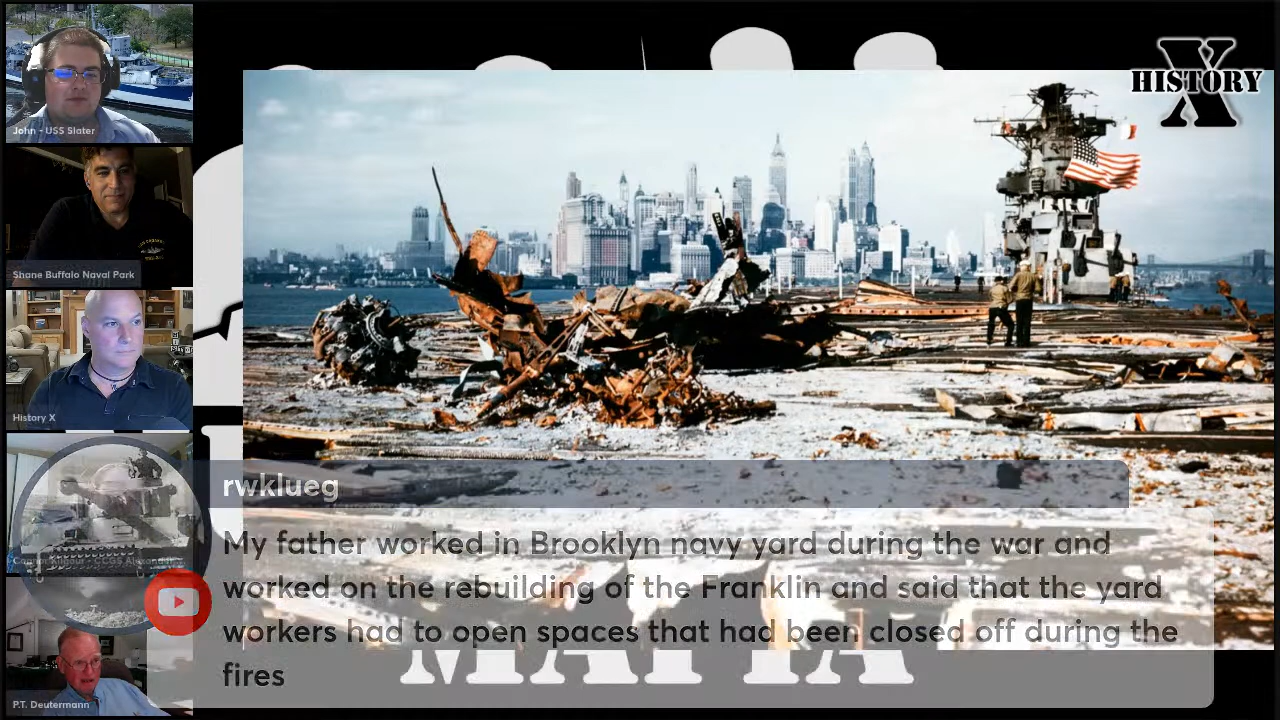 John - USS Slater
Shane Buffalo Naval Park
History X
P.T. Deutermann
X
HISTORY
rwklueg
My father worked in Brooklyn navy yard during the war and
worked on the rebuilding of the Franklin and said that the yard
workers had to open spaces that had been closed off during the
fires
MAFIA